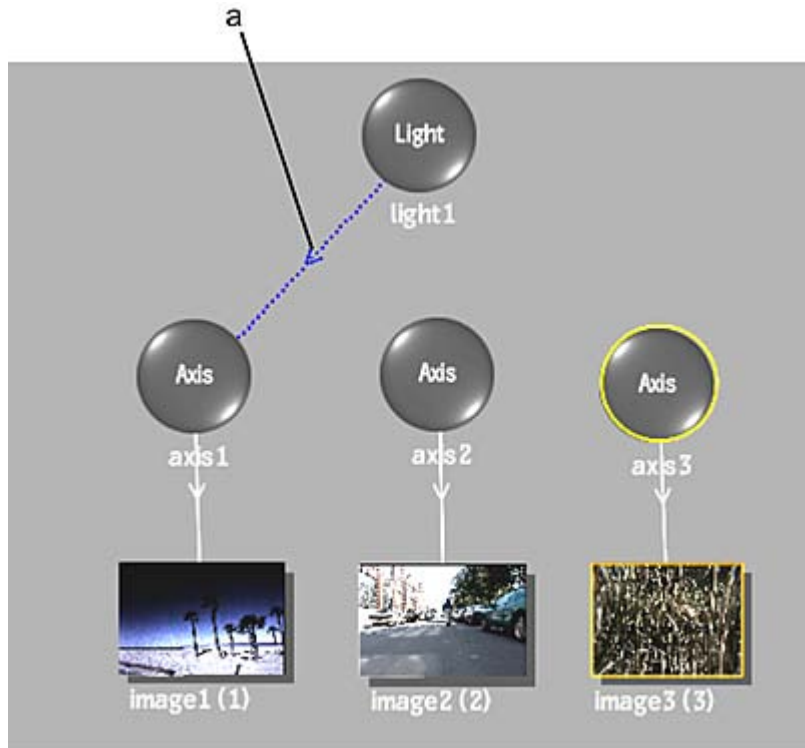 a
Light
light1
Axis
Axis
Axis
axis1
axis2
axis3
image1 (1)
image2 (2)
image3 (3)